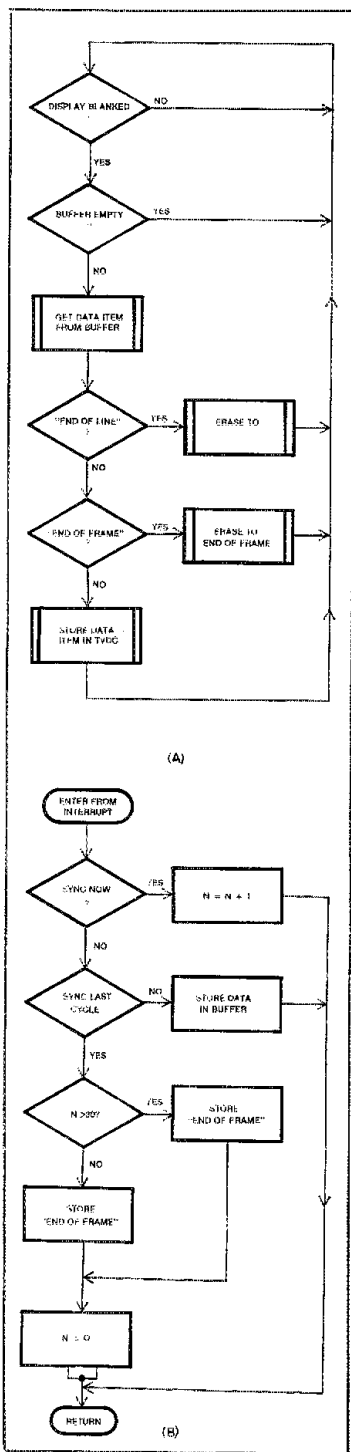 DISPLAY BLANKED
NO
YES
BUFFER EMPTY
YES
NO
GET DATA ITEM
FROM BUFFER
"END OF LINE"
?
YES
ERASE TO
NO
"END OF FRAME"
?
YES
ERASE TO
END OF FRAME
NO
STORE DATA
ITEM IN TVDG
(A)
ENTER FROM
INTERRUPT
SYNC NOW
?
YES
N = N + 1
NO
SYNC LAST
CYCLE
NO
STORE DATA
IN BUFFER
YES
YES
STORE
"END OF FRAME"
NO
STORE
"END OF FRAME"
N = 0
RETURN
(B)